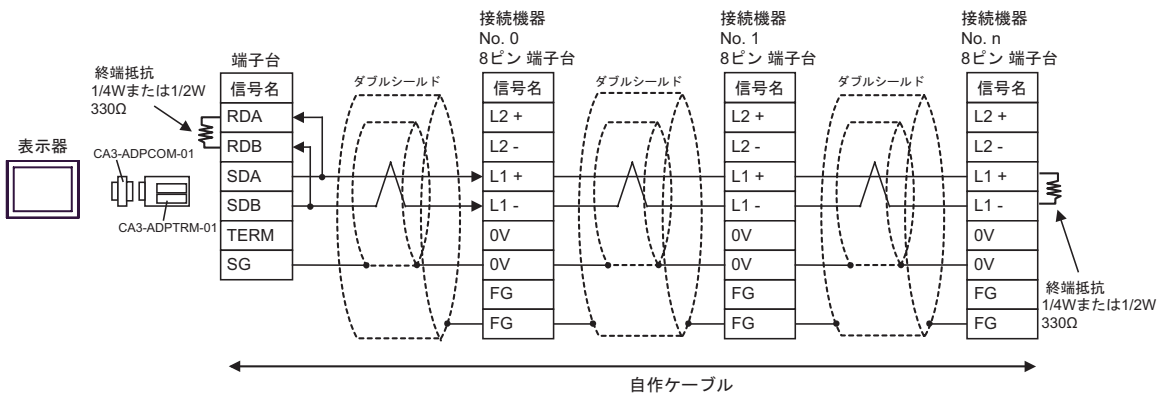 表示器
CA3-ADPCOM-01
CA3-ADPTRM-01
終端抵抗
1/4Wまたは1/2W
330Ω
端子台
信号名
RDA
RDB
SDA
SDB
TERM
SG
ダブルシールド
接続機器
No. 0
8ピン 端子台
信号名
L2 +
L2 -
L1 +
L1 -
0V
0V
FG
FG
ダブルシールド
接続機器
No. 1
8ピン 端子台
信号名
L2 +
L2 -
L1 +
L1 -
0V
0V
FG
FG
ダブルシールド
接続機器
No. n
8ピン 端子台
信号名
L2 +
L2 -
L1 +
L1 -
0V
0V
FG
FG
終端抵抗
1/4Wまたは1/2W
330Ω
自作ケーブル